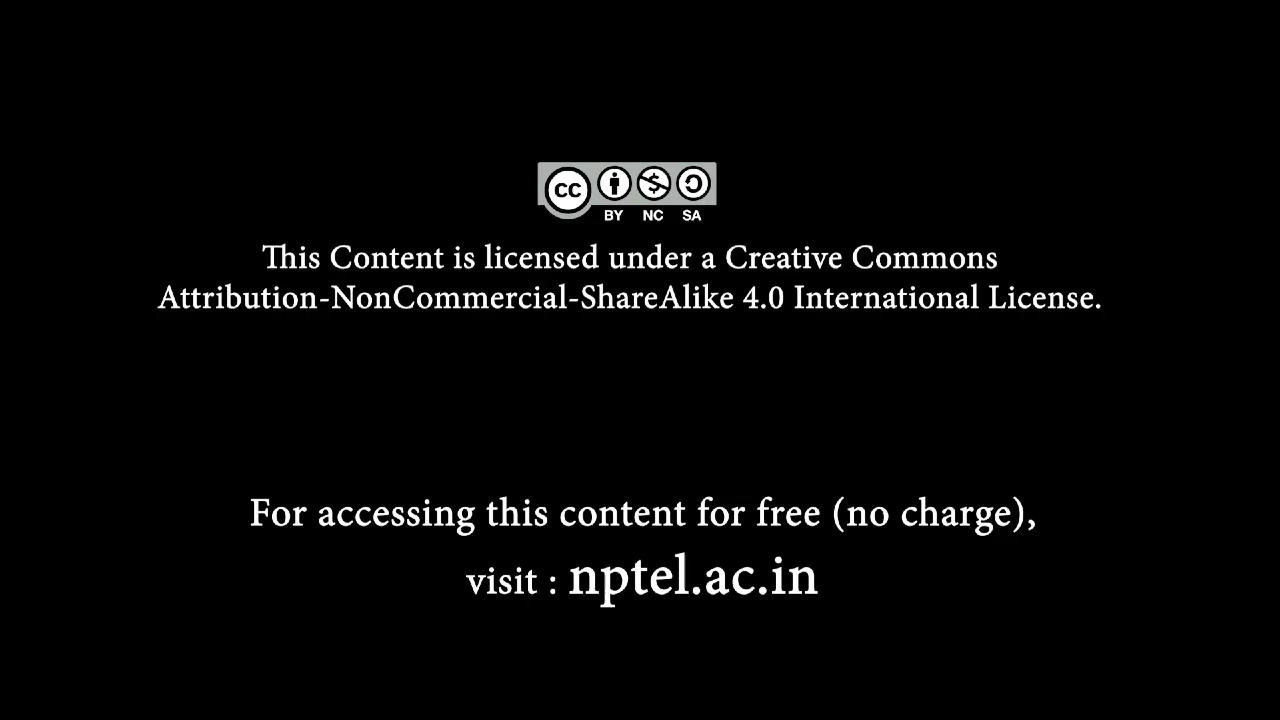 cc
BY NC SA
This Content is licensed under a Creative Commons
Attribution-NonCommercial-ShareAlike 4.0 International License.
For accessing this content for free (no charge),
visit : nptel.ac.in